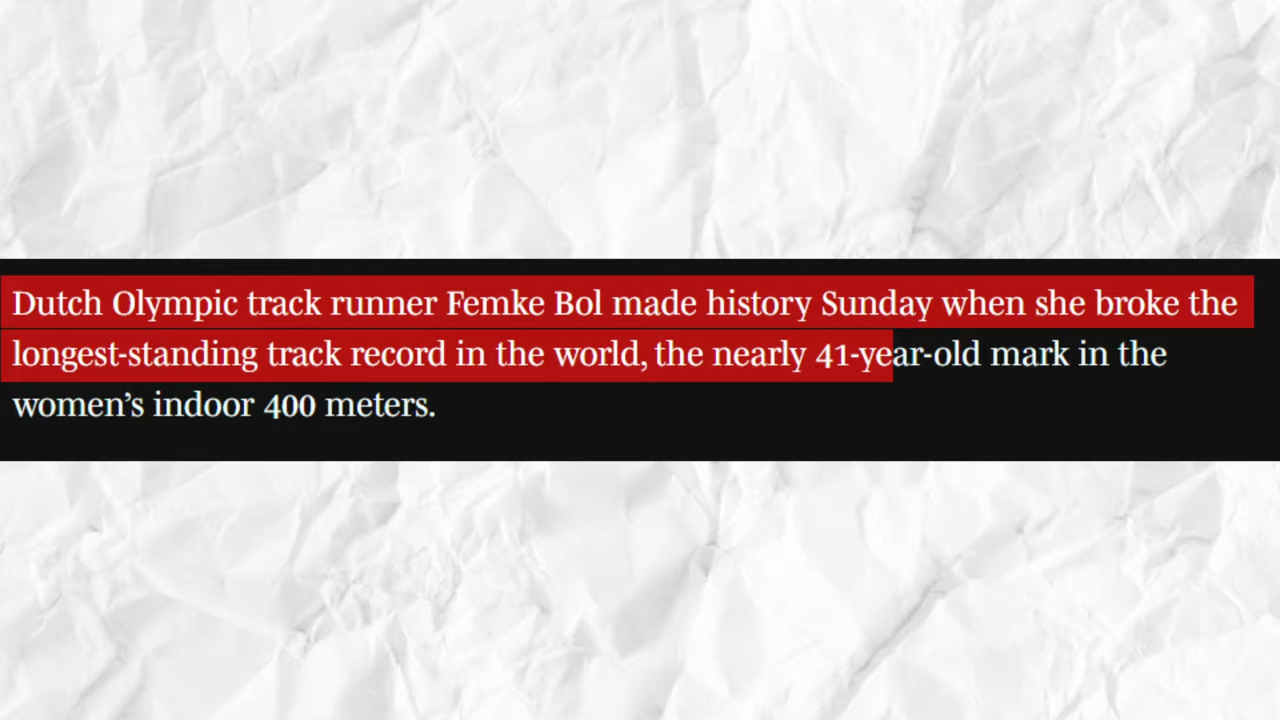 Dutch Olympic track runner Femke Bol made history Sunday when she broke the
longest-standing track record in the world, the nearly 41-year-old mark in the
women’s indoor 400 meters.